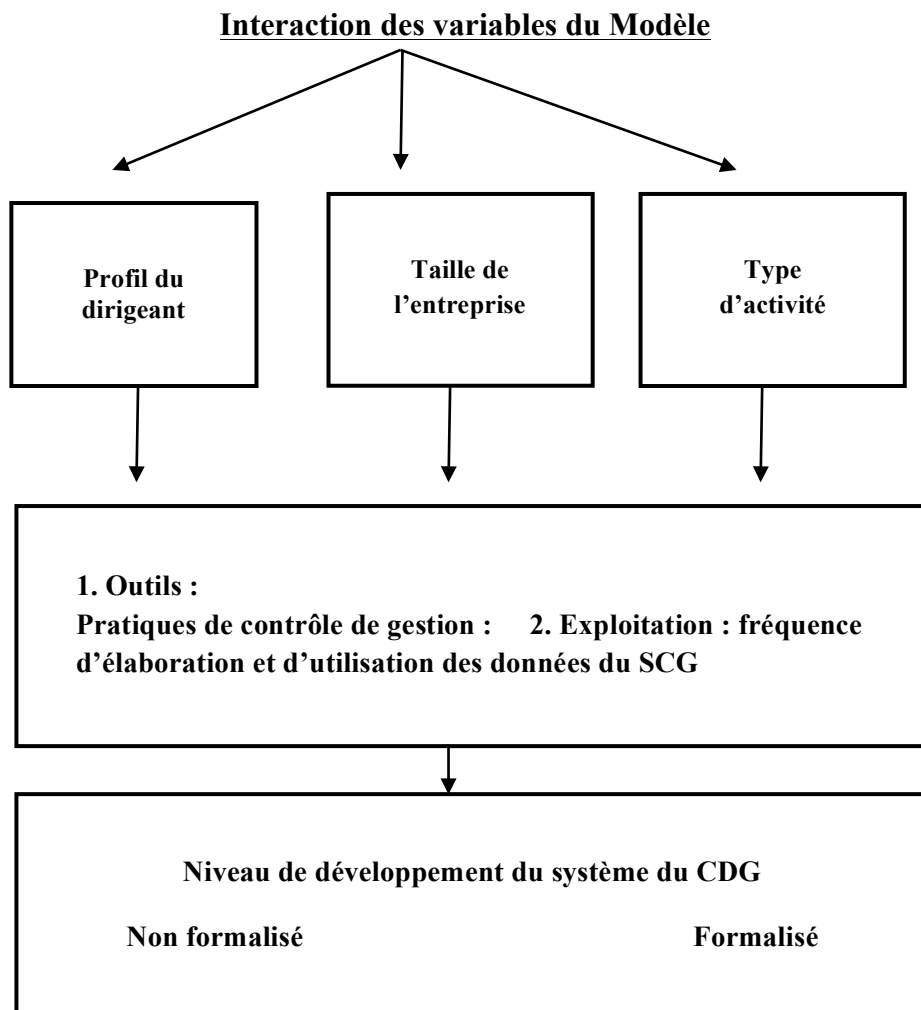 Interaction des variables du Modèle
Profil du
dirigeant
Taille de
l’entreprise
Type
d’activité
1. Outils :
Pratiques de contrôle de gestion : 2. Exploitation : fréquence
d’élaboration et d’utilisation des données du SCG
Niveau de développement du système du CDG
Non formalisé Formalisé